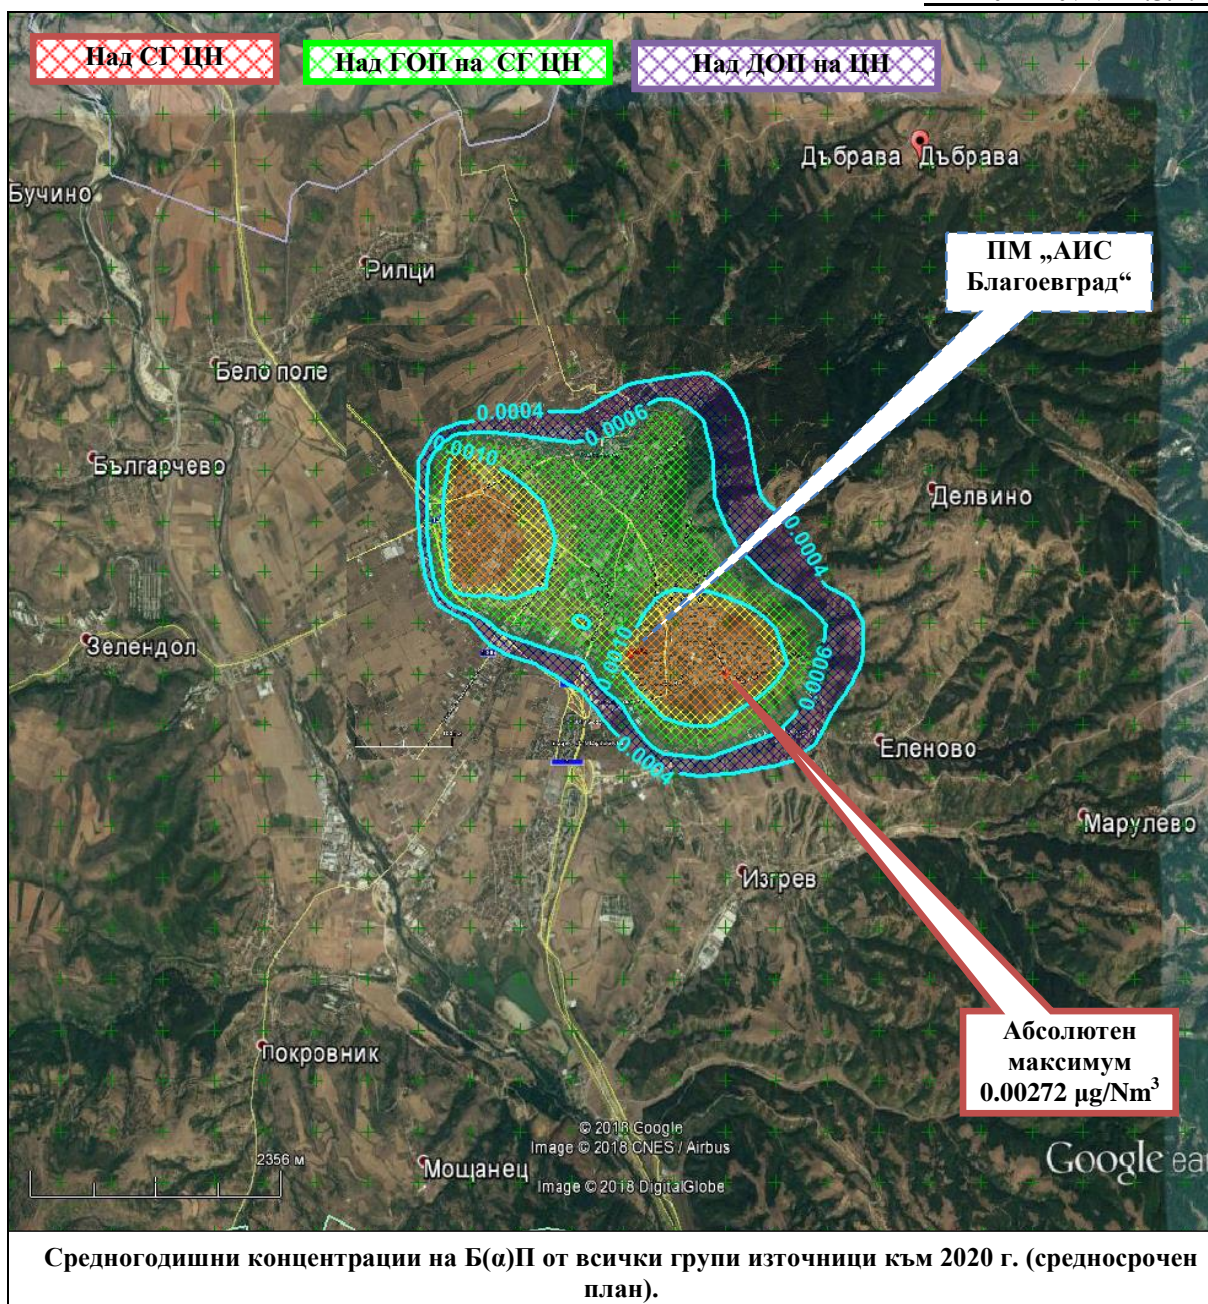 Над СГ ЦН
Над ГОП на СГ ЦН
Над ДОП на ЦН
Дъбрава
Дъбрава
Бучино
ПМ „АИС
Благоевград“
Рилци
Бело поле
0.0004
0.0006
0.0010
Българчево
Делвино
0.0004
Зелендол
0.0010
0.0006
0.0004
Еленово
Марулево
Изгрев
Абсолютен
максимум
0.00272 μg/Nm³
Покровник
© 2018 Google
Image © 2018 CNES / Airbus
2356 м
Мощанец
Image © 2018 DigitalGlobe
Google ear
Средногодишни концентрации на Б(α)П от всички групи източници към 2020 г. (средносрочен
план).